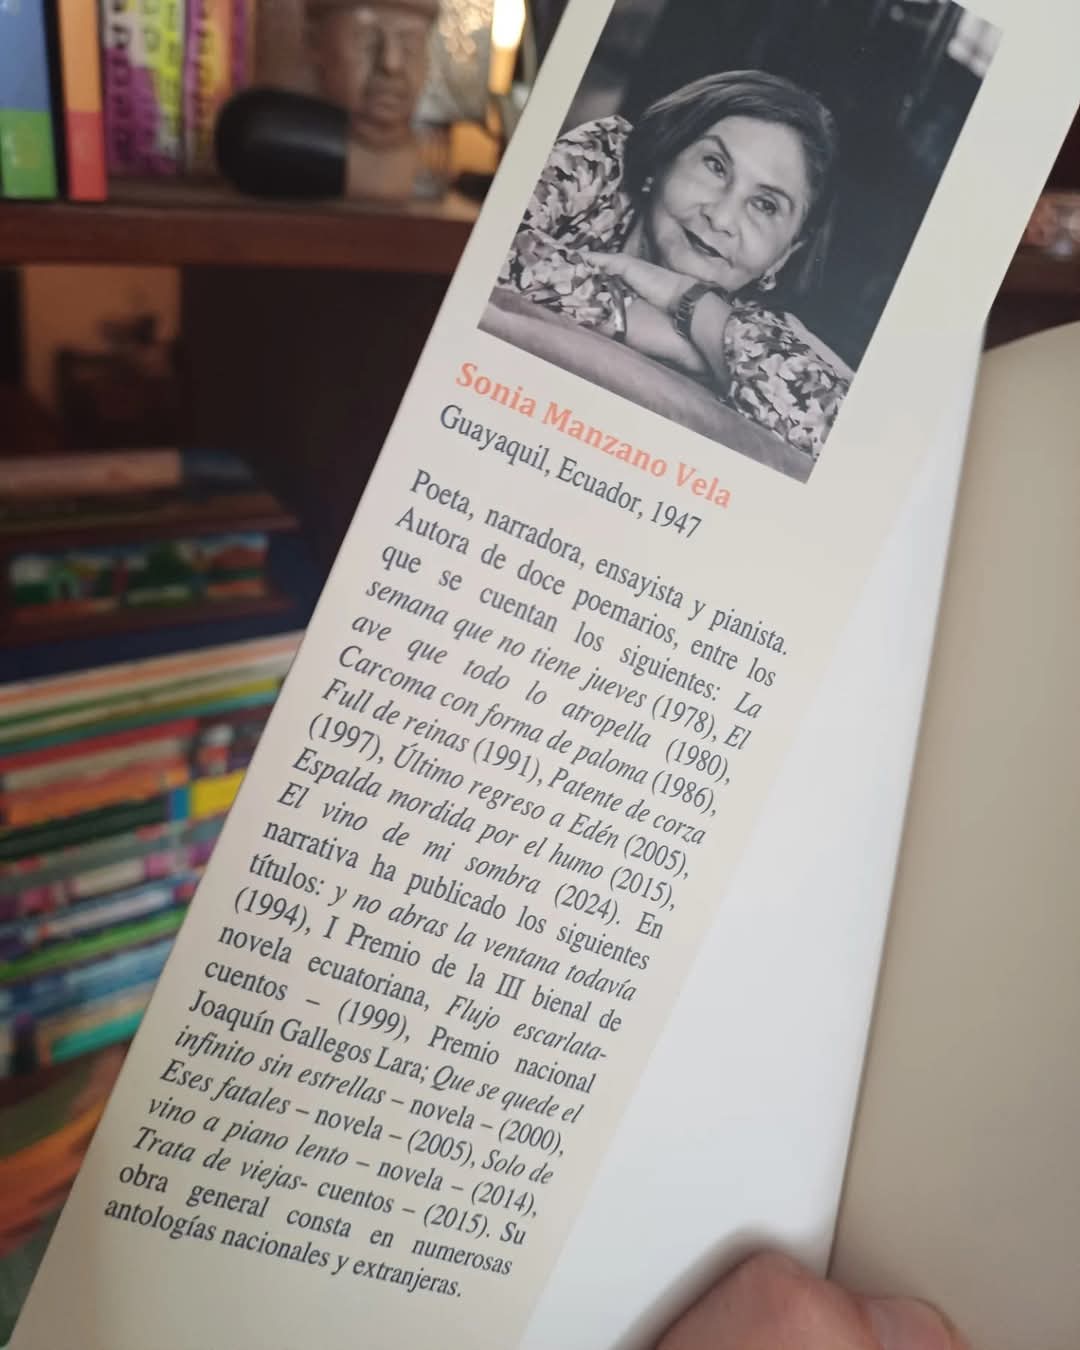 Sonia Manzano Vela
Guayaquil, Ecuador, 1947
Poeta, narradora, ensayista y pianista.
Autora de doce poemarios, entre los
que se cuentan los siguientes: La
semana que no tiene jueves (1978), El
ave que todo lo atropella (1980),
Carcoma con forma de paloma (1986),
Full de reinas (1991), Patente de corza
(1997), Último regreso a Edén (2005),
Espalda mordida por el humo (2015),
El vino de mi sombra (2024). En
narrativa ha publicado los siguientes
títulos: y no abras la ventana todavía
(1994), I Premio de la III bienal de
novela ecuatoriana, Flujo escarlata-
cuentos – (1999), Premio nacional
Joaquín Gallegos Lara; Que se quede el
infinito sin estrellas – novela – (2000),
Eses fatales – novela – (2005), Solo de
vino a piano lento – novela – (2014),
Trata de viejas- cuentos – (2015). Su
obra general consta en numerosas
antologías nacionales y extranjeras.